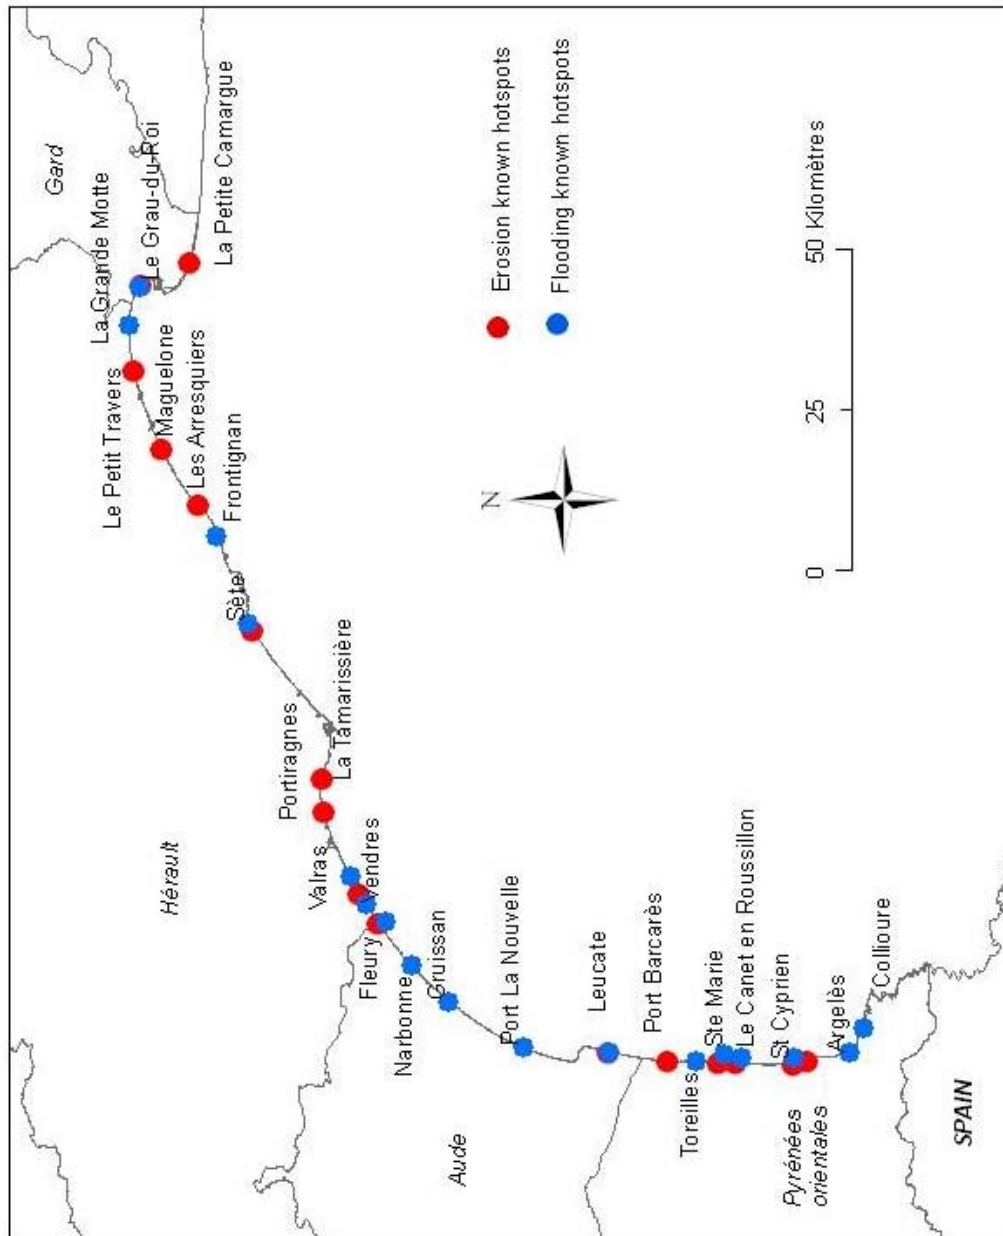 Gard
La Grande Motte
Le Grau-du-Roi
La Petite Camargue
Le Petit Travers
Maguelone
Les Arresquiers
Frontignan
Sète
Hérault
Portiragnes
La Tamarissière
Valras
Vendres
Fleury
Narbonne
Gruissan
Port La Nouvelle
Aude
Leucate
Port Barcarès
Toreilles
Ste Marie
Le Canet en Roussillon
St Cyprien
Pyrénées
orientales
Argelès
Collioure
SPAIN
Erosion known hotspots
Flooding known hotspots
N
0
25
50 Kilomètres